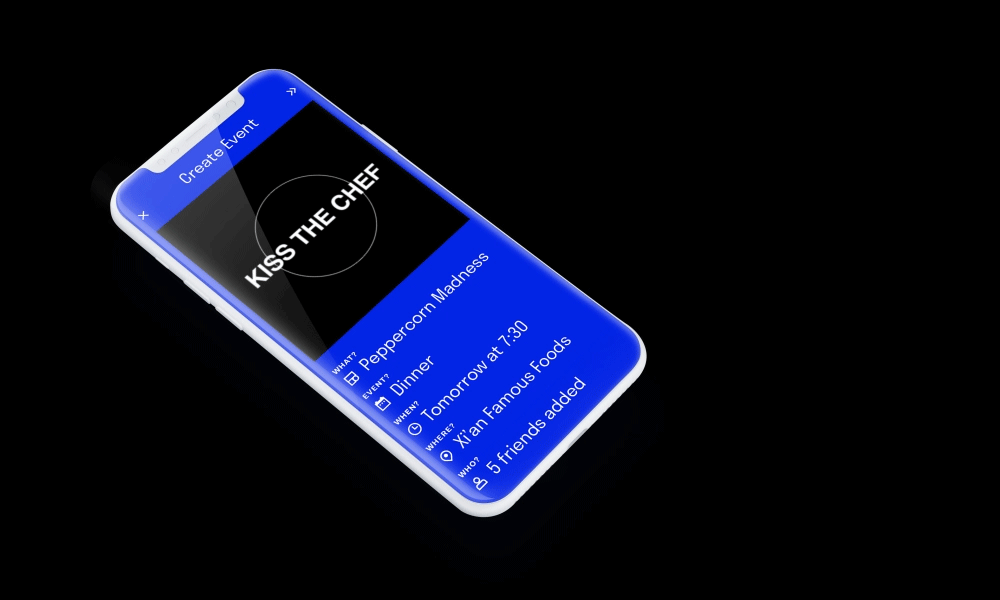 Create Event
KISS THE CHEF
WHAT?
Peppercorn Madness
EVENT?
Dinner
WHEN?
Tomorrow at 7:30
WHERE?
Xi'an Famous Foods
WHO?
5 friends added